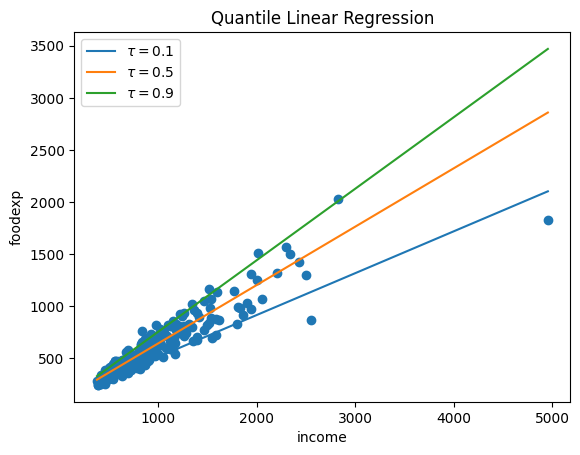 Quantile Linear Regression
τ = 0.1
τ = 0.5
τ = 0.9
foodexp
3500
3000
2500
2000
1500
1000
500
1000 2000 3000 4000 5000
income